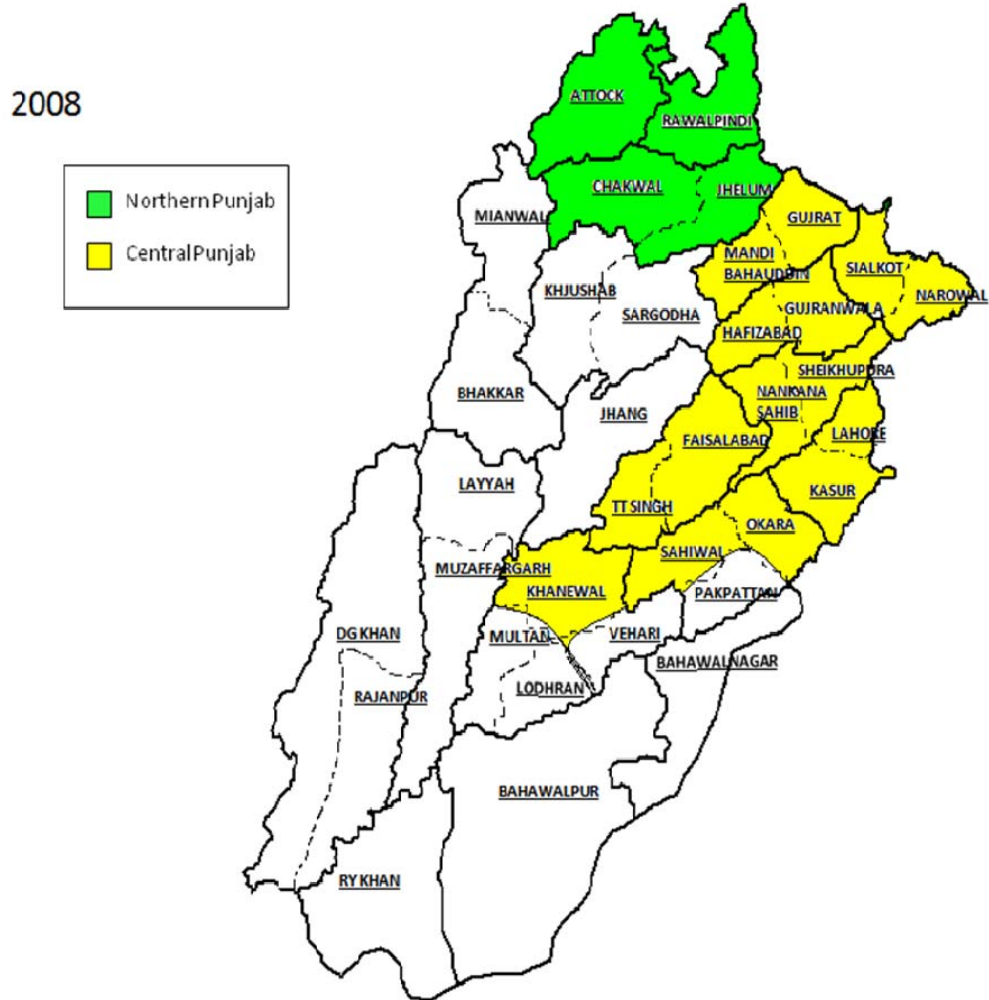 2008
Northern Punjab
Central Punjab
ATTOCK
RAWALPINDI
CHAKWAL
JHELUM
MIANWAL
GUJRAT
MANDI
BAHAUDDIN
SIALKOT
NAROWAL
KHJUSHAB
SARGODHA
GUJRANWALA
HAFIZABAD
SHEIKHUPURA
NANKANA
SAHIB
BHAKKAR
JHANG
FAISALABAD
LAHORE
LAYYAH
KASUR
TT SINGH
OKARA
SAHIWAL
MUZAFFARGARH
KHANEWAL
PAKPATTAN
DG KHAN
MULTAN
VEHARI
BAHAWALNAGAR
RAJANPUR
LODHRAN
BAHAWALPUR
RY KHAN